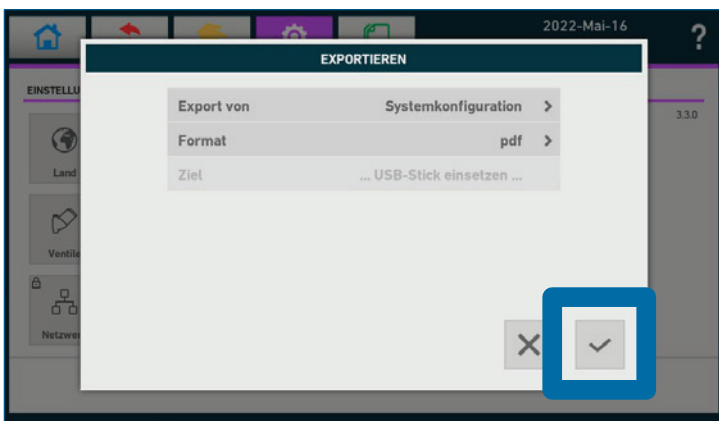 2022-Mai-16
?
EXPORTIEREN
EINSTELLU
3.3.0
Export von Systemkonfiguration >
Format pdf >
Ziel ... USB-Stick einsetzen ...
Land
Ventile
Netzwer